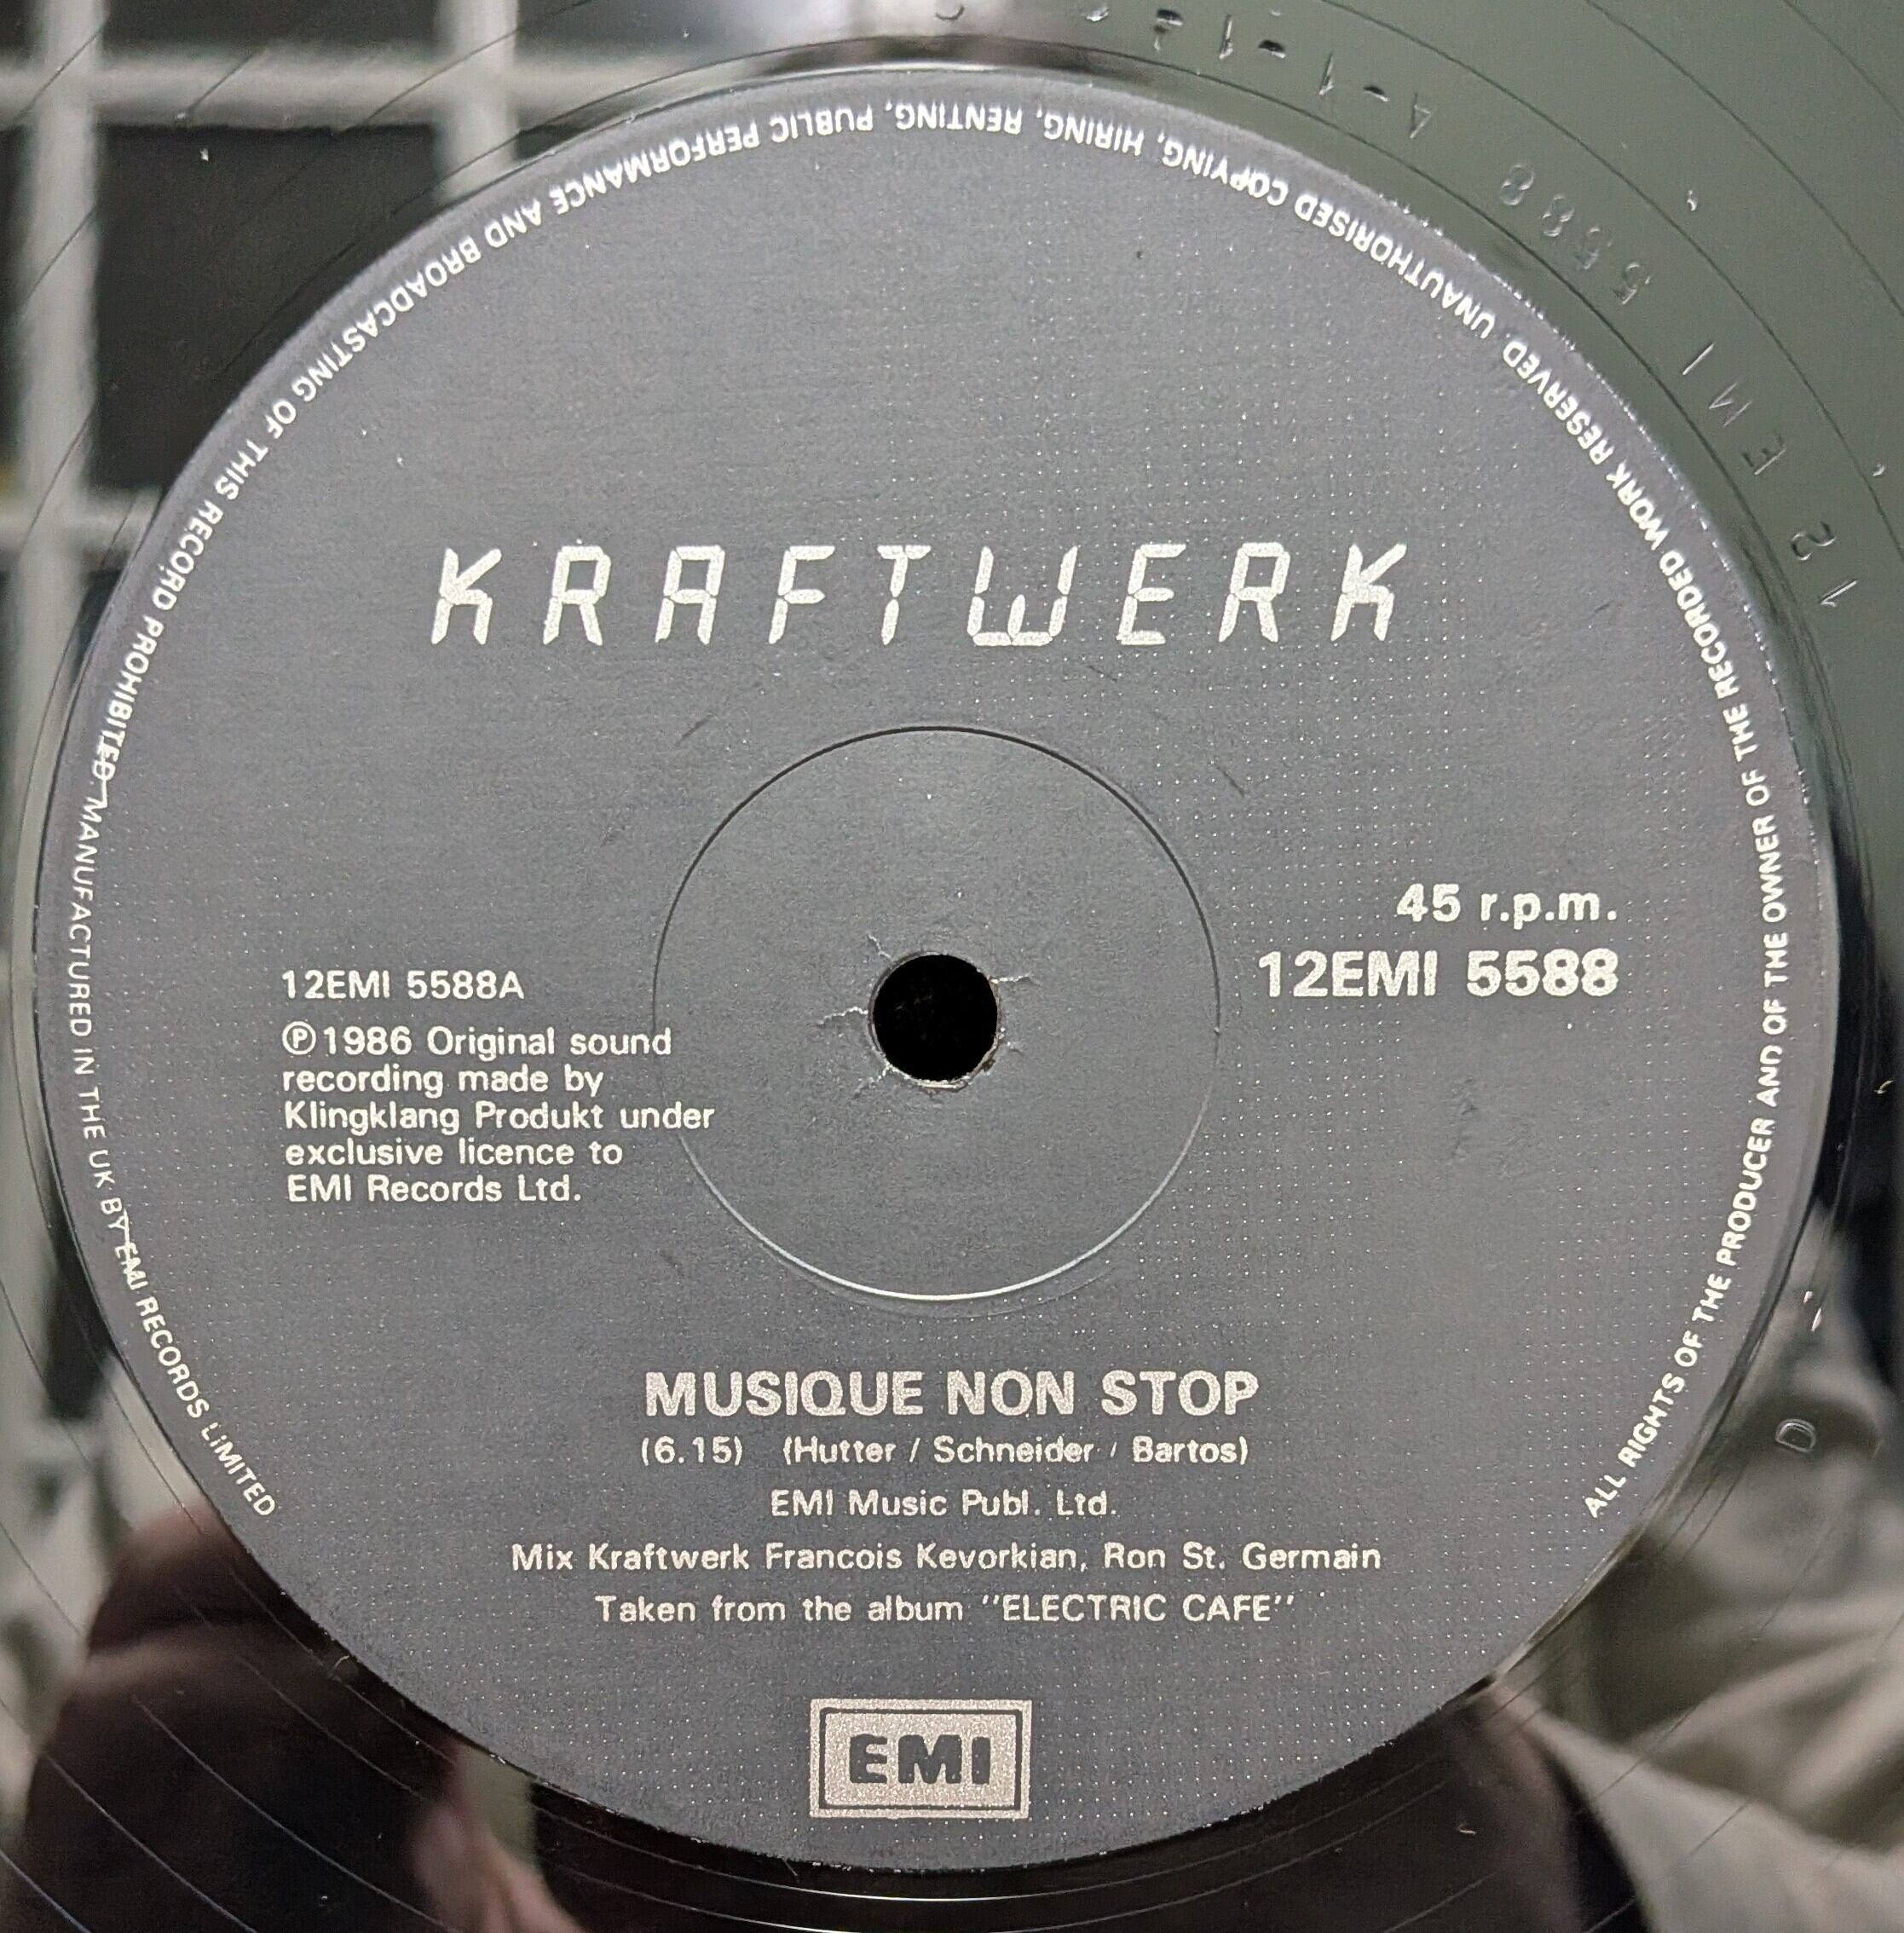 KRAFTWERK
45 r.p.m.
12EMI 5588
12EMI 5588A
Ⓟ1986 Original sound
recording made by
Klingklang Produkt under
exclusive licence to
EMI Records Ltd.
MUSIQUE NON STOP
(6.15) (Hutter / Schneider / Bartos)
EMI Music Publ. Ltd.
Mix Kraftwerk Francois Kevorkian, Ron St. Germain
Taken from the album "ELECTRIC CAFE"
EMI
ALL RIGHTS OF THE PRODUCER AND OF THE OWNER OF THE RECORDED WORK RESERVED. UNAUTHORISED COPYING, HIRING, RENTING, PUBLIC PERFORMANCE AND BROADCASTING OF THIS RECORD PROHIBITED. MANUFACTURED IN THE UK BY EMI RECORDS LIMITED
12 EMI 5588 A-1-1-
D